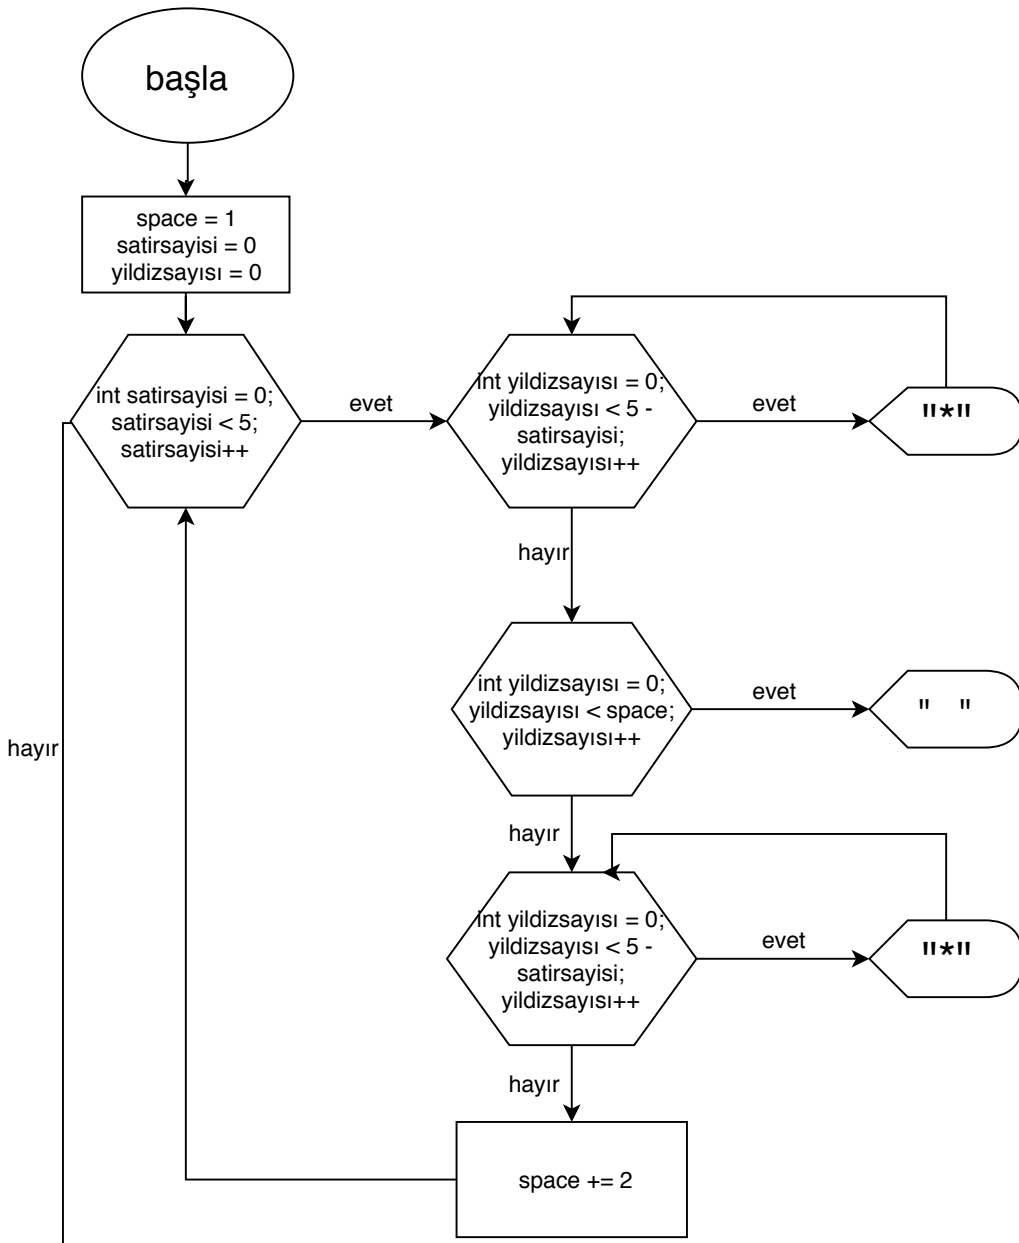 başla
space = 1
satirsayisi = 0
yildizsayısı = 0
int satirsayisi = 0;
satirsayisi < 5;
satirsayisi++
evet
int yildizsayısı = 0;
yildizsayısı < 5 -
satirsayisi;
yildizsayısı++
evet
"*"
hayır
int yildizsayısı = 0;
yildizsayısı < space;
yildizsayısı++
evet
" "
hayır
hayır
int yildizsayısı = 0;
yildizsayısı < 5 -
satirsayisi;
yildizsayısı++
evet
"*"
hayır
space += 2